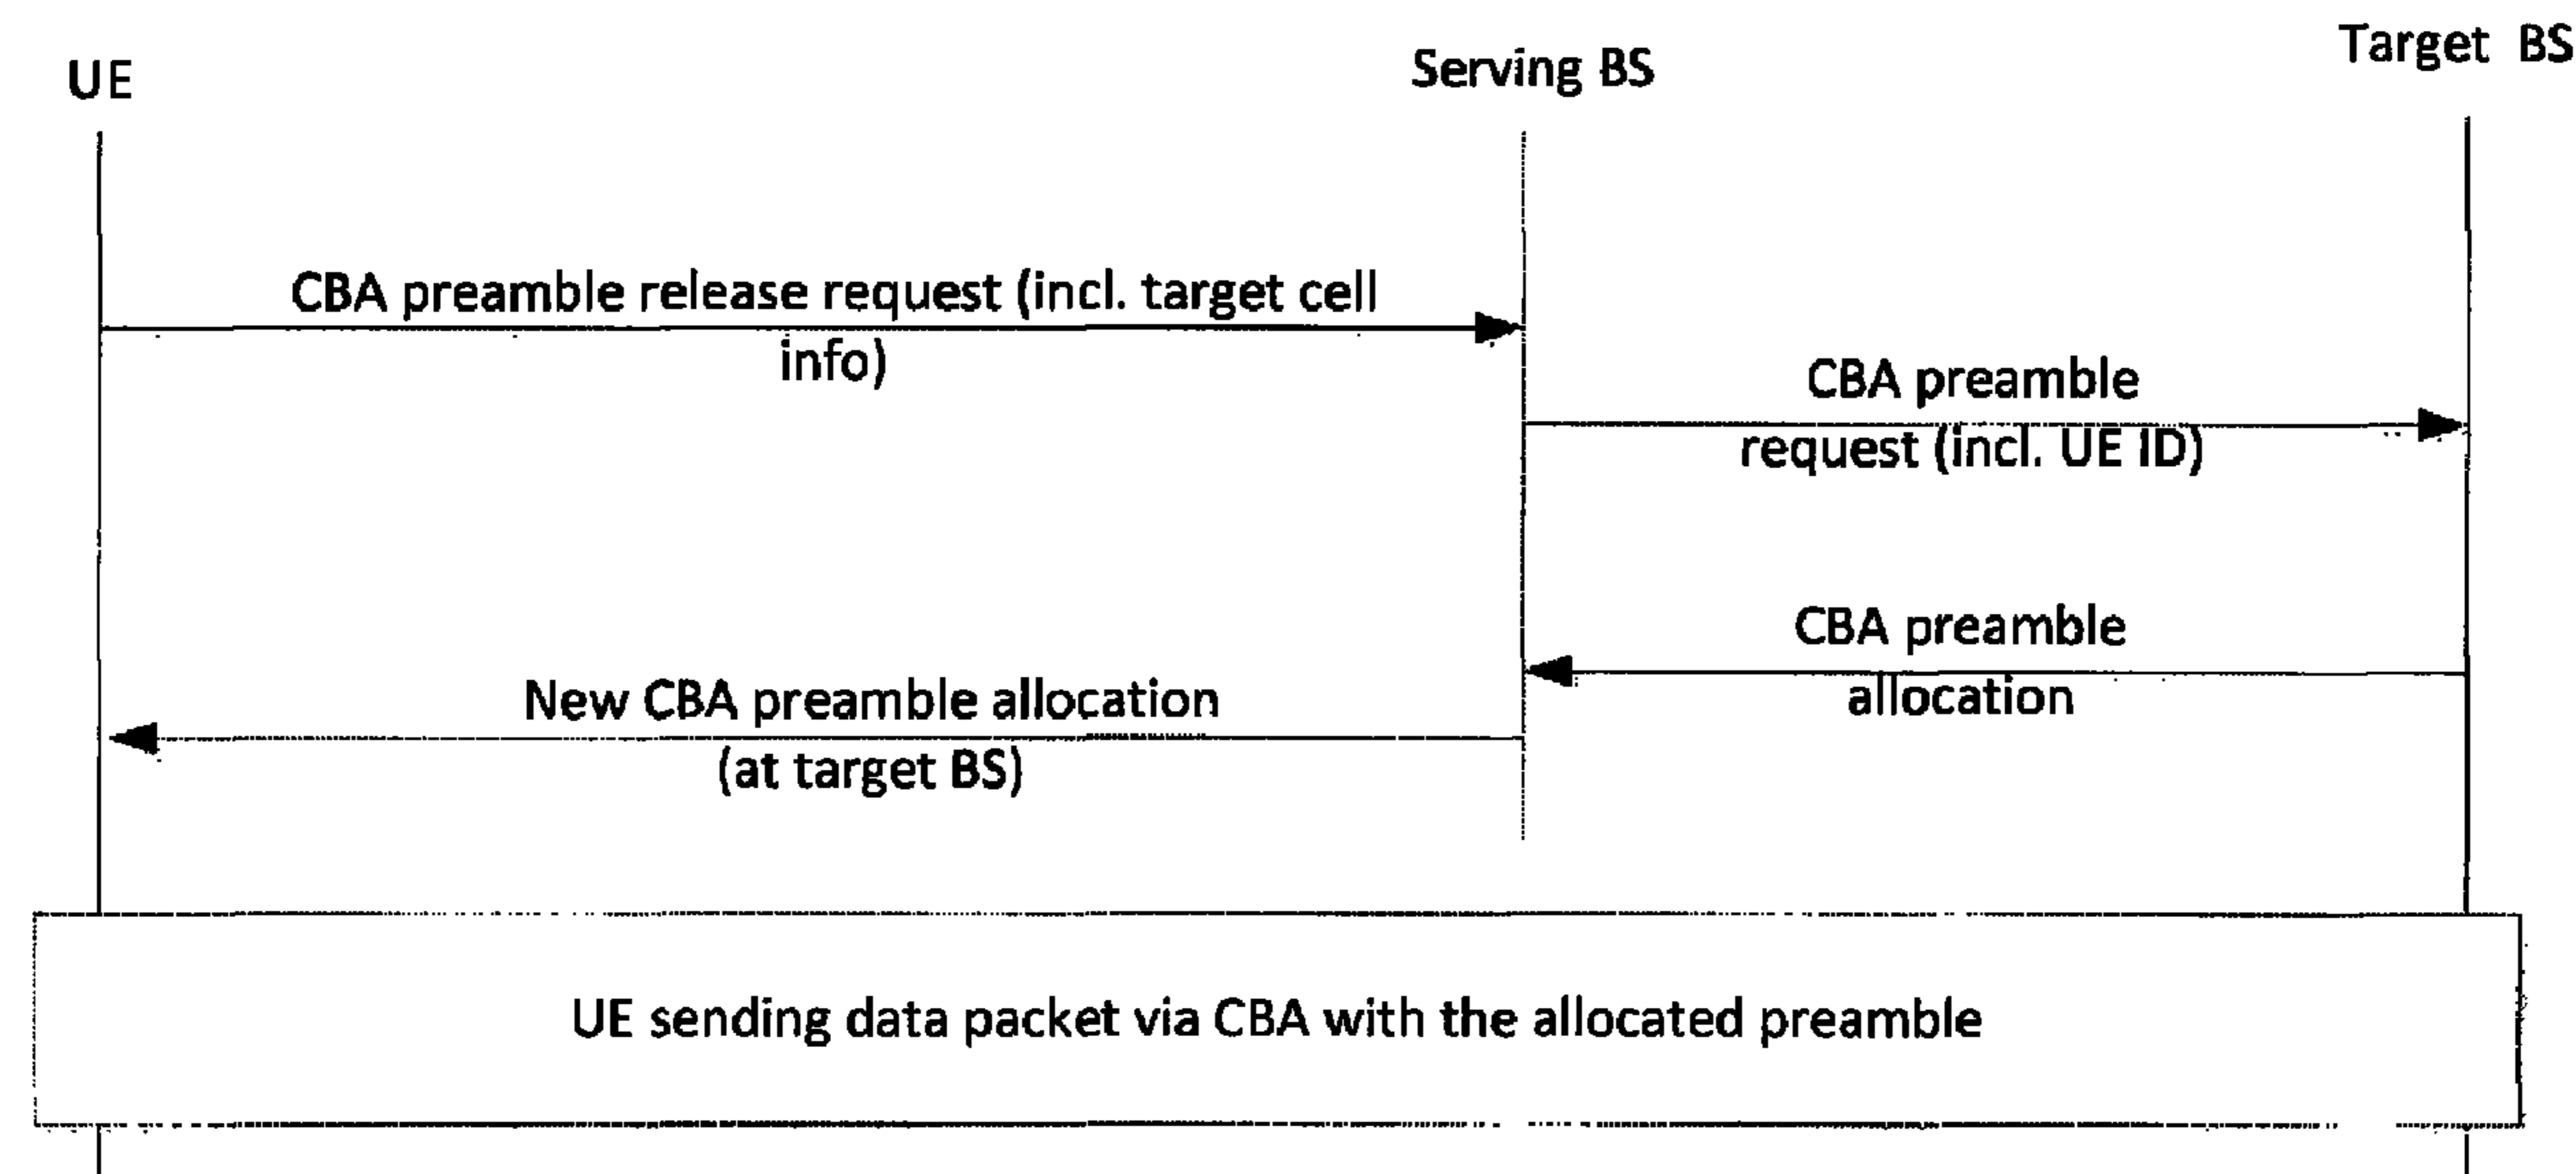 UE
Serving BS
Target BS
CBA preamble release request (incl. target cell
info)
CBA preamble
request (incl. UE ID)
CBA preamble
allocation
New CBA preamble allocation
(at target BS)
UE sending data packet via CBA with the allocated preamble